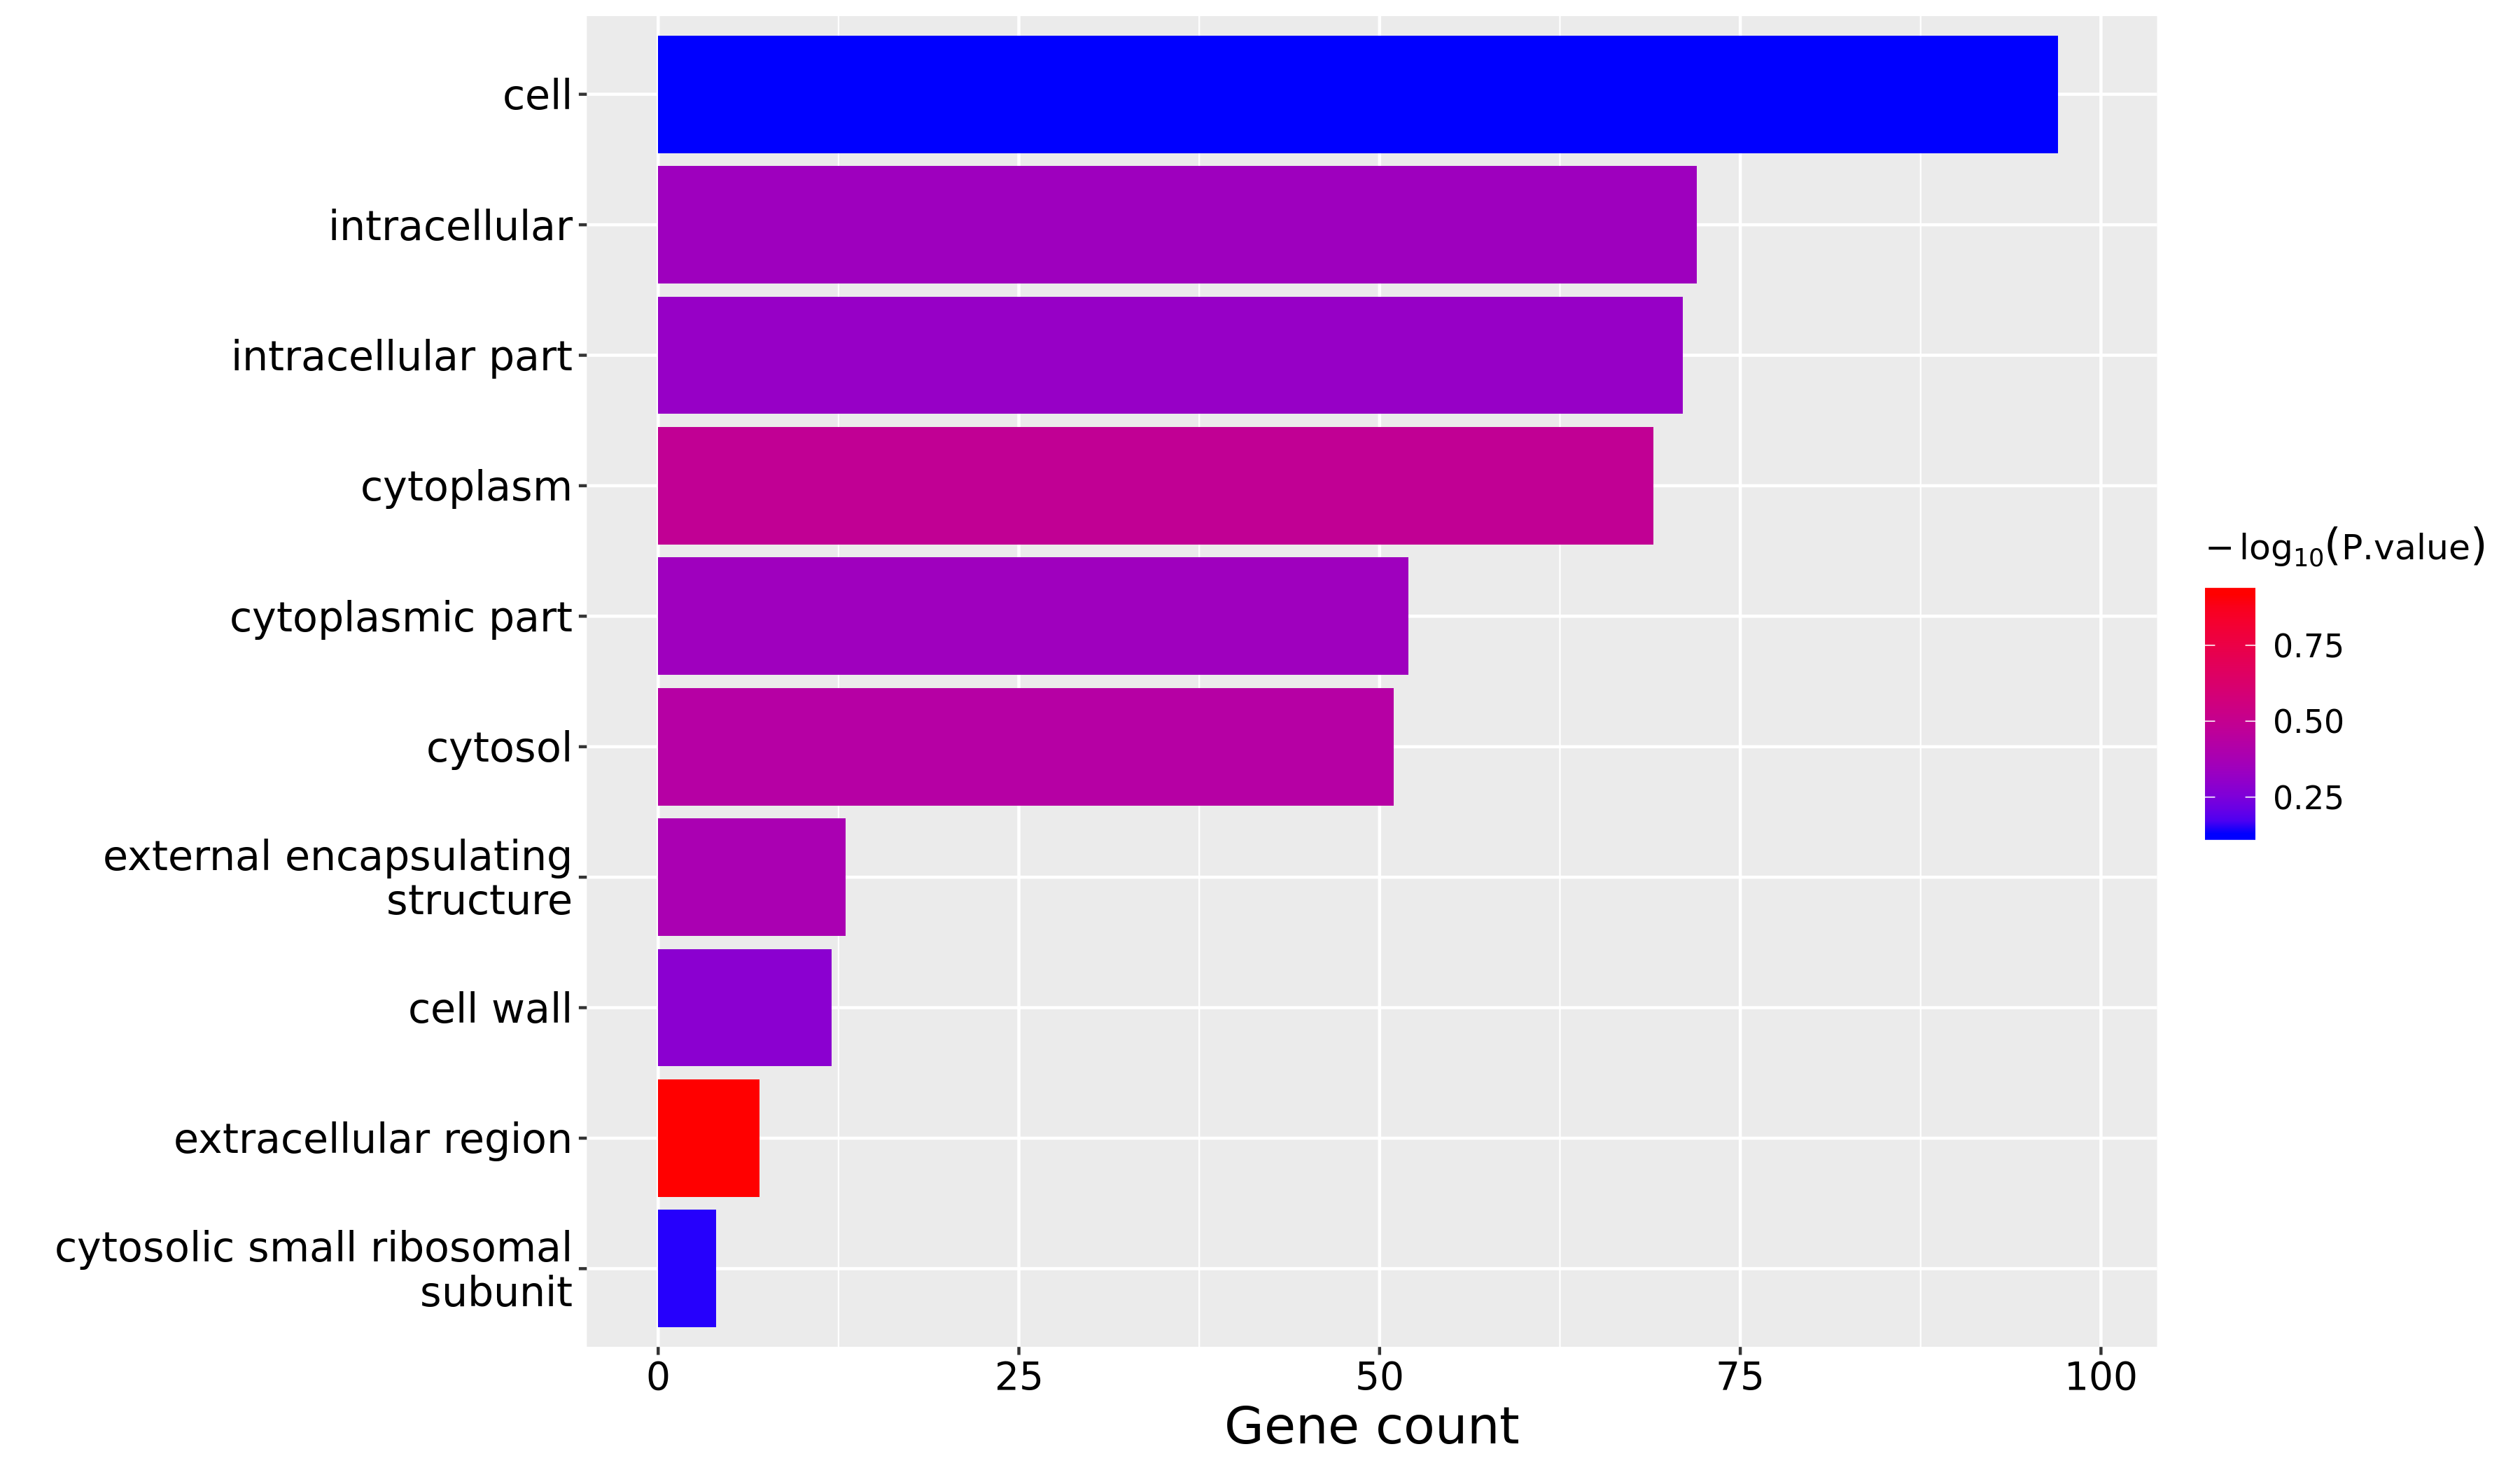 cell
intracellular
intracellular part
cytoplasm
cytoplasmic part
cytosol
external encapsulating
structure
cell wall
extracellular region
cytosolic small ribosomal
subunit
0 25 50 75 100
Gene count
− log₁₀(P.value)
0.75
0.50
0.25